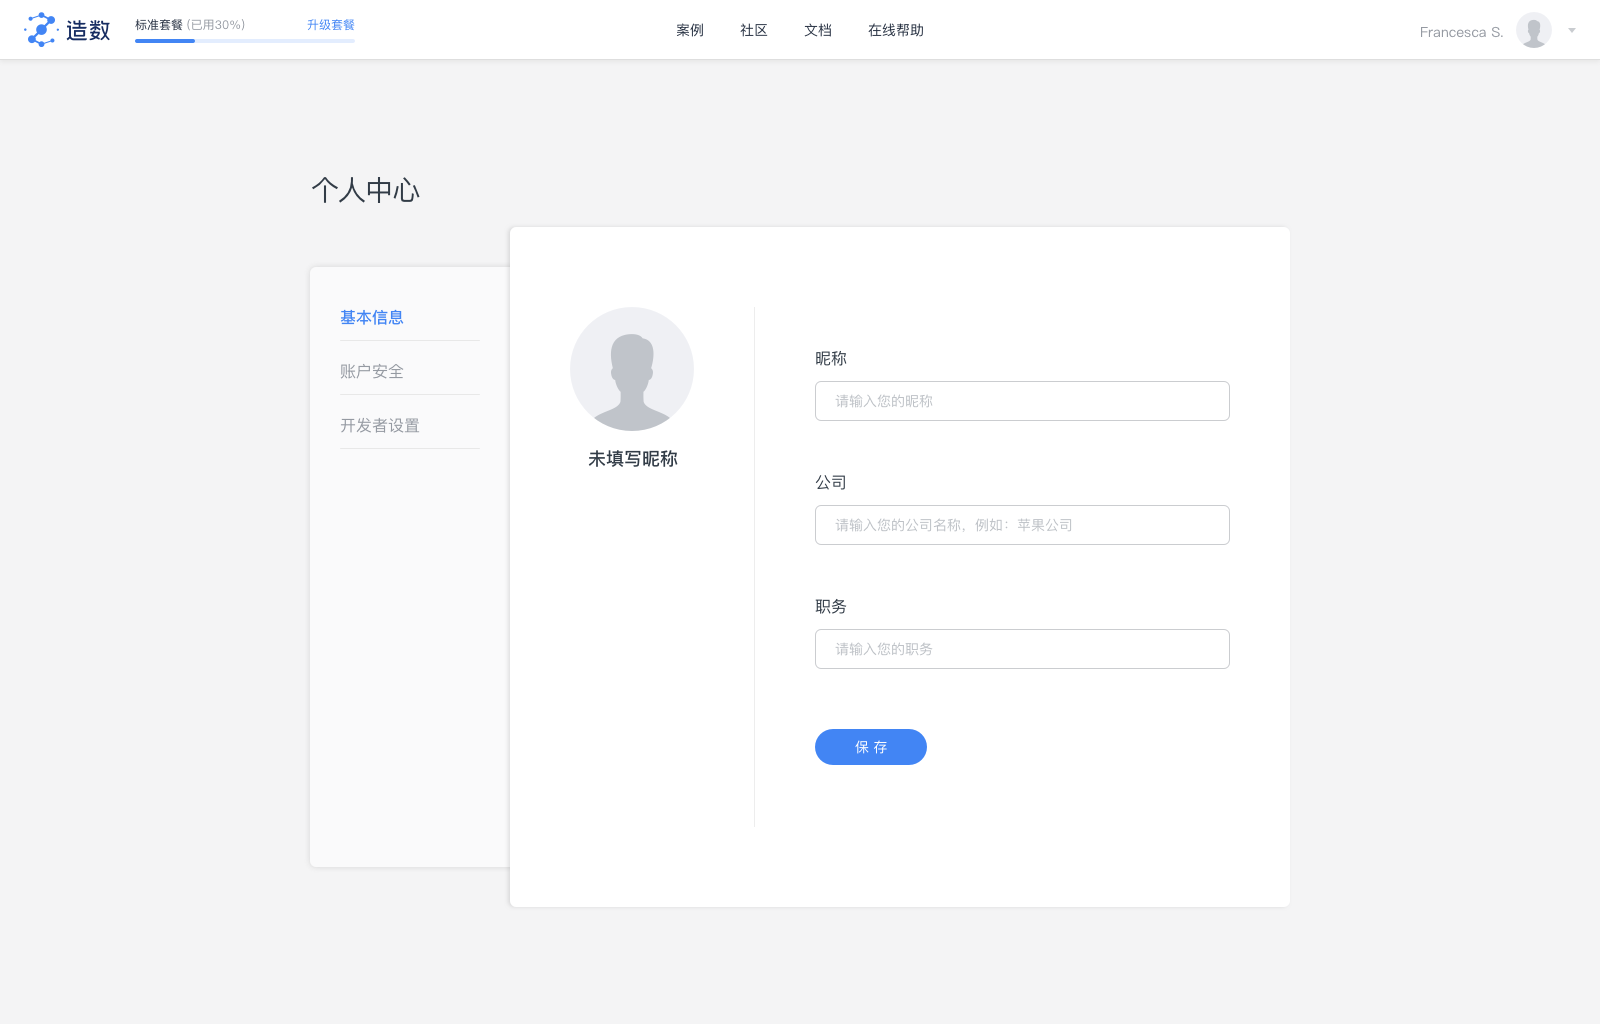 造数
标准套餐 (已用30%) 升级套餐
案例 社区 文档 在线帮助
Francesca S.
个人中心
基本信息
账户安全
开发者设置
未填写昵称
昵称
请输入您的昵称
公司
请输入您的公司名称，例如：苹果公司
职务
请输入您的职务
保 存